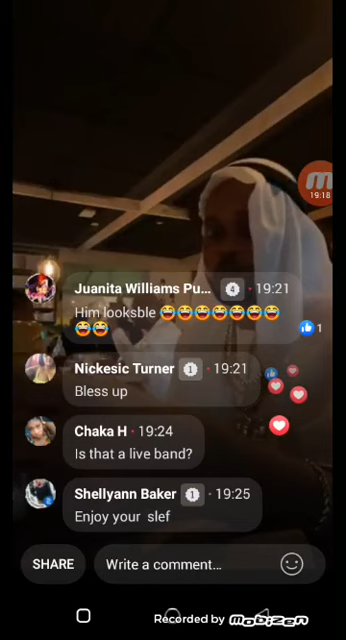 19:18
Juanita Williams Pu... 4 · 19:21
Him looksble 😂😂😂😂😂😂😂
😂😂
1
Nickesic Turner 1 · 19:21
Bless up
Chaka H · 19:24
Is that a live band?
Shellyann Baker 1 · 19:25
Enjoy your slef
SHARE Write a comment...
Recorded by mobizen